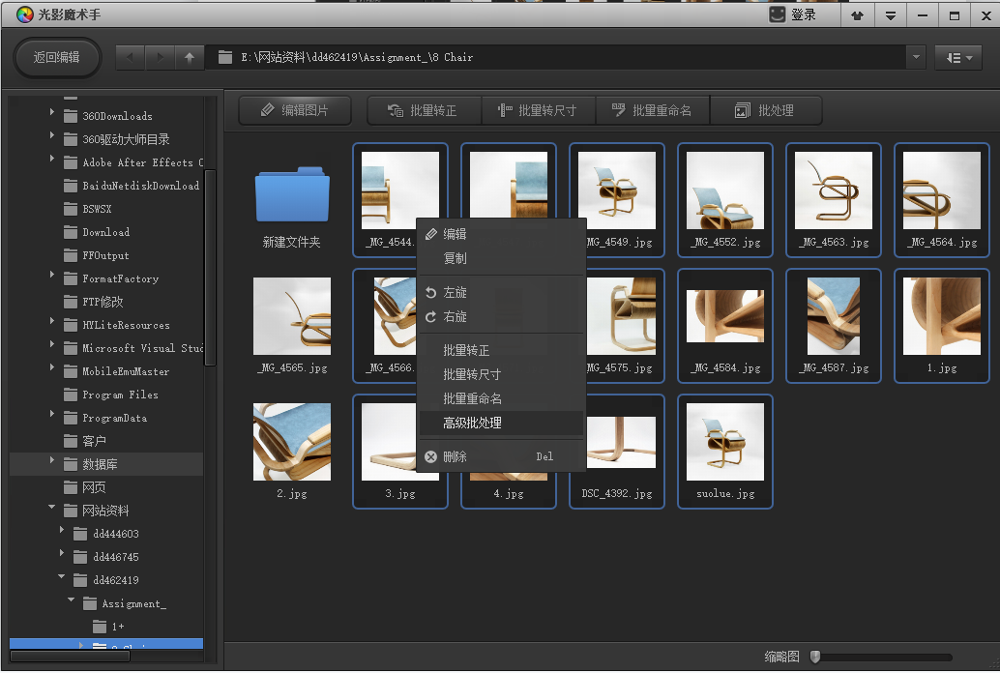 光影魔术手
登录
返回编辑
E:\网站资料\dd462419\Assignment_\8 Chair
编辑图片
批量转正
批量转尺寸
批量重命名
批处理
360Downloads
360驱动大师目录
Adobe After Effects C
BaiduNetdiskDownload
BSWSX
Download
FFOutput
FormatFactory
FTP修改
HYLiteResources
Microsoft Visual Stud
MobileEmuMaster
Program Files
ProgramData
客户
数据库
网页
网站资料
dd444603
dd446745
dd462419
Assignment_
1+
8 Chair
新建文件夹
_MG_4544.
_MG_4549.jpg
_MG_4552.jpg
_MG_4563.jpg
_MG_4564.jpg
_MG_4565.jpg
_MG_4566.
_MG_4575.jpg
_MG_4584.jpg
_MG_4587.jpg
1.jpg
2.jpg
3.jpg
4.jpg
DSC_4392.jpg
suolue.jpg
编辑
复制
左旋
右旋
批量转正
批量转尺寸
批量重命名
高级批处理
删除 Del
缩略图